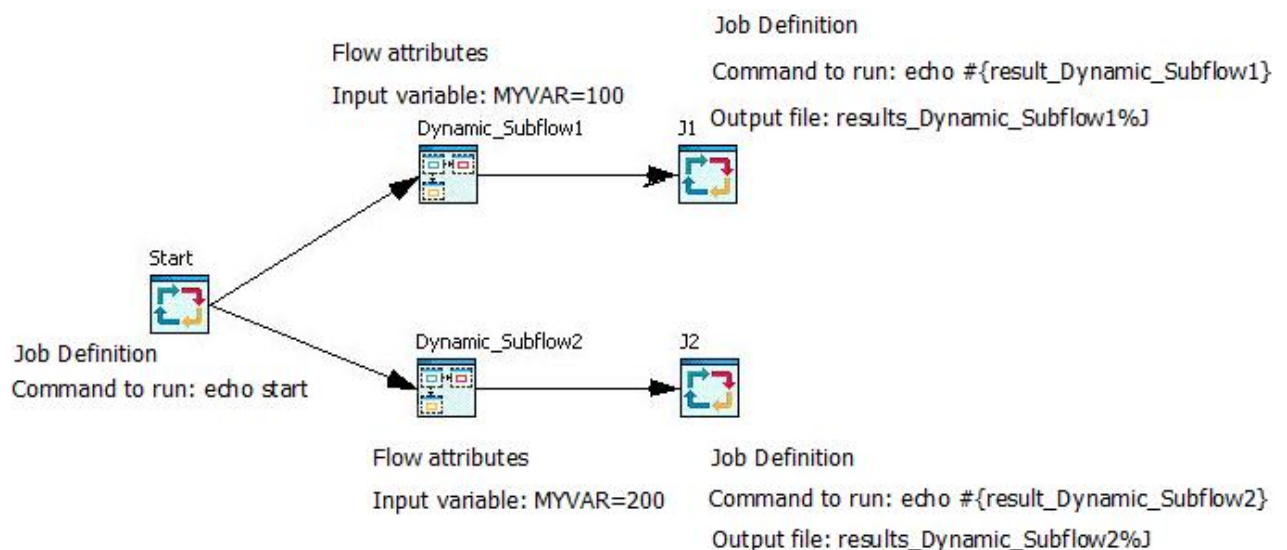 Job Definition
Flow attributes
Command to run: echo #{result_Dynamic_Subflow1}
Input variable: MYVAR=100
Output file: results_Dynamic_Subflow1%J
Dynamic_Subflow1
J1
Start
Job Definition
Command to run: echo start
Dynamic_Subflow2
J2
Flow attributes
Input variable: MYVAR=200
Job Definition
Command to run: echo #{result_Dynamic_Subflow2}
Output file: results_Dynamic_Subflow2%J